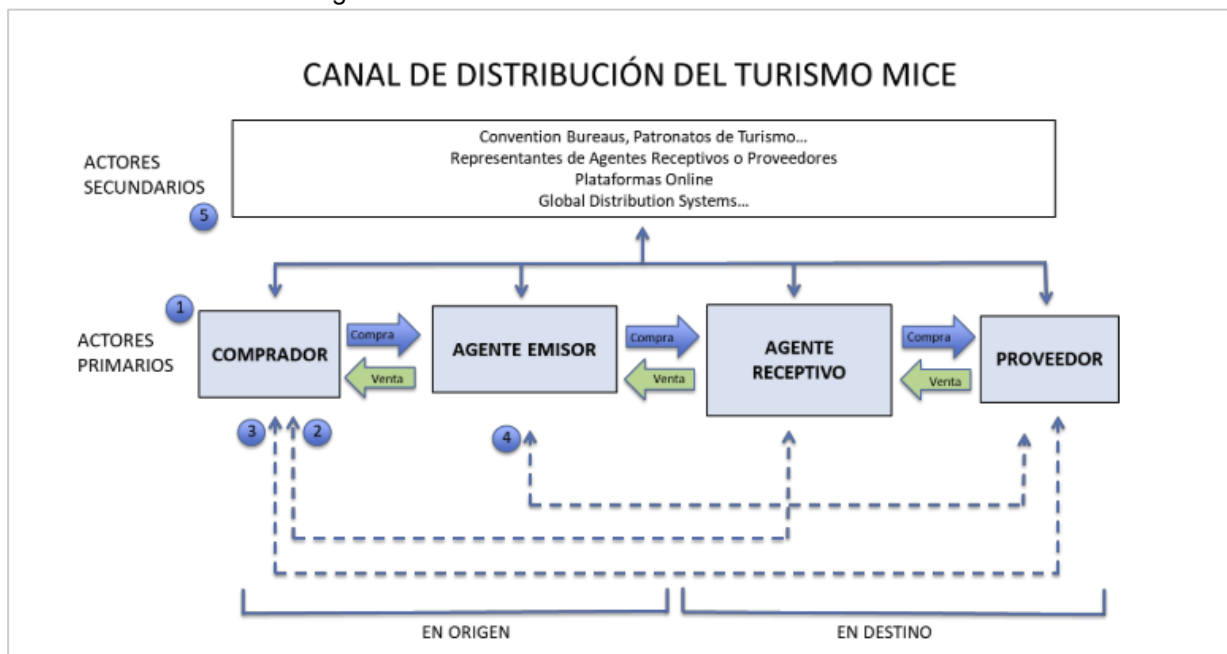 CANAL DE DISTRIBUCIÓN DEL TURISMO MICE
ACTORES
SECUNDARIOS
5
Convention Bureaus, Patronatos de Turismo...
Representantes de Agentes Receptivos o Proveedores
Plataformas Online
Global Distribution Systems...
1
ACTORES
PRIMARIOS
COMPRADOR
Compra
Venta
AGENTE EMISOR
Compra
Venta
AGENTE
RECEPTIVO
Compra
Venta
PROVEEDOR
3
2
4
EN ORIGEN
EN DESTINO